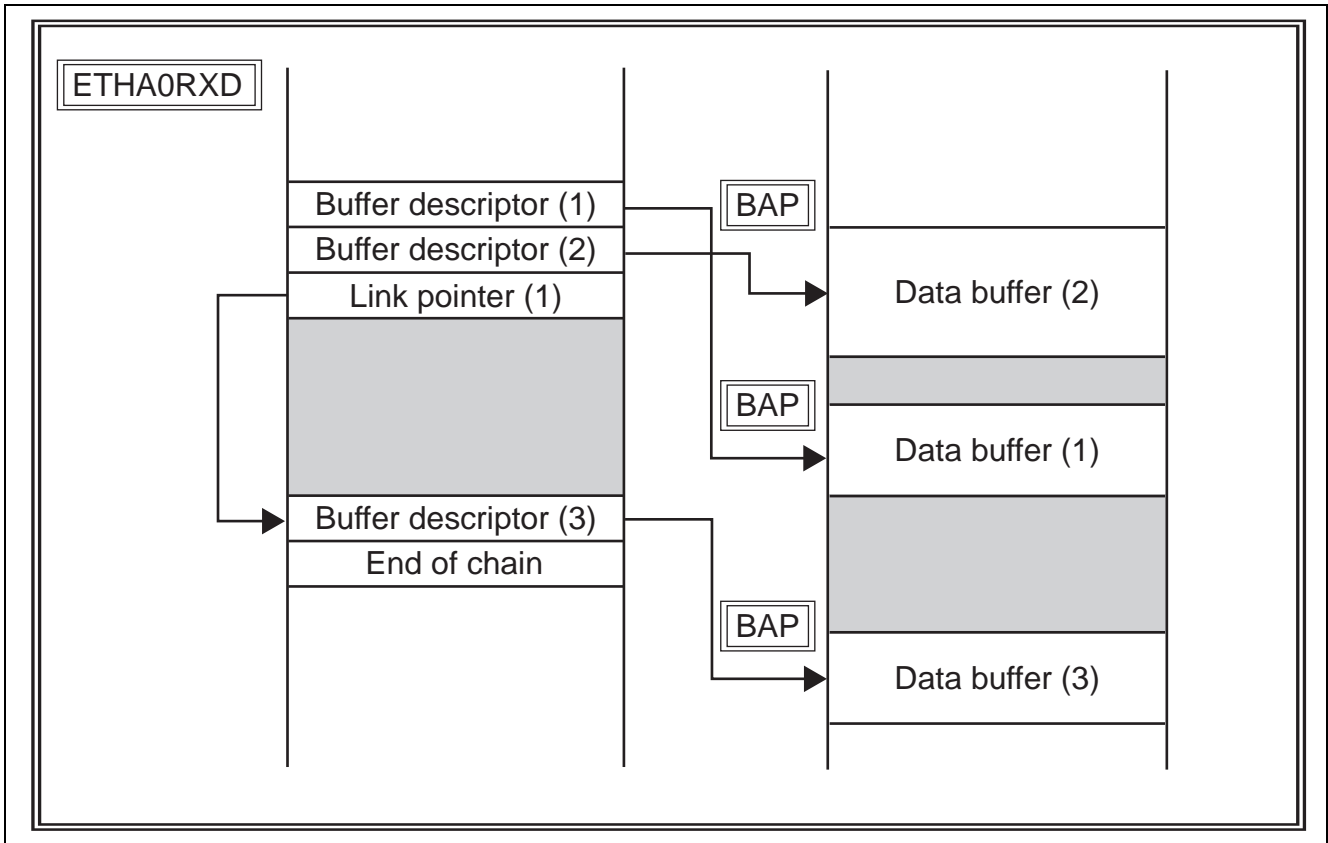 ETHA0RXD
Buffer descriptor (1)
Buffer descriptor (2)
Link pointer (1)
Buffer descriptor (3)
End of chain
BAP
BAP
BAP
Data buffer (2)
Data buffer (1)
Data buffer (3)